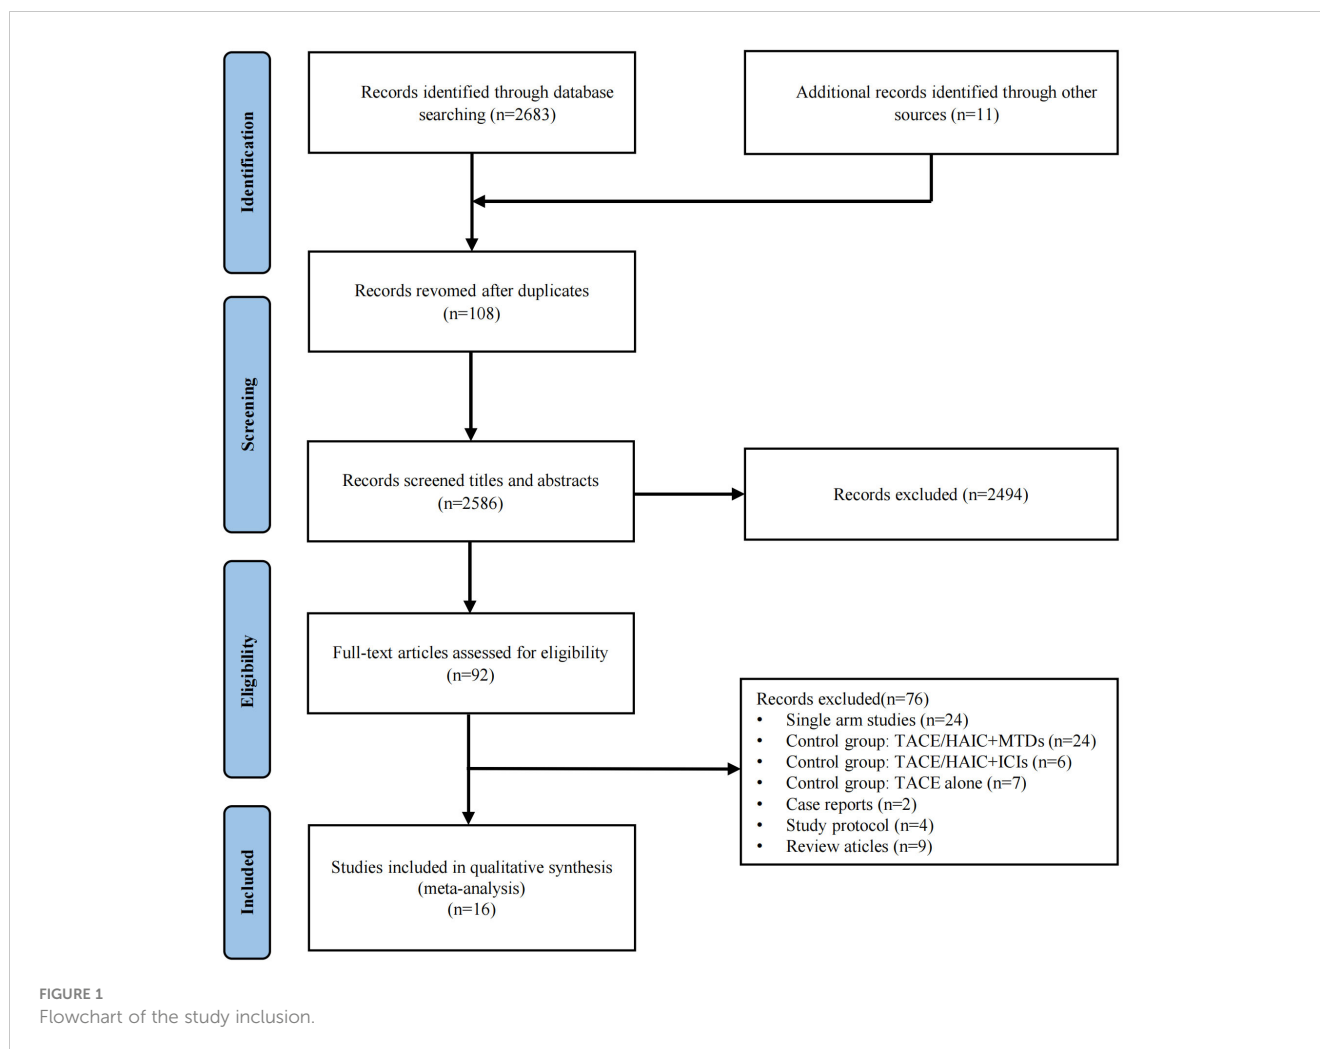 Identification
Records identified through database
searching (n=2683)
Additional records identified through other
sources (n=11)
Records revomed after duplicates
(n=108)
Screening
Records screened titles and abstracts
(n=2586)
Records excluded (n=2494)
Eligibility
Full-text articles assessed for eligibility
(n=92)
Records excluded(n=76)
• Single arm studies (n=24)
• Control group: TACE/HAIC+MTDs (n=24)
• Control group: TACE/HAIC+ICIs (n=6)
• Control group: TACE alone (n=7)
• Case reports (n=2)
• Study protocol (n=4)
• Review aticles (n=9)
Included
Studies included in qualitative synthesis
(meta-analysis)
(n=16)
FIGURE 1
Flowchart of the study inclusion.